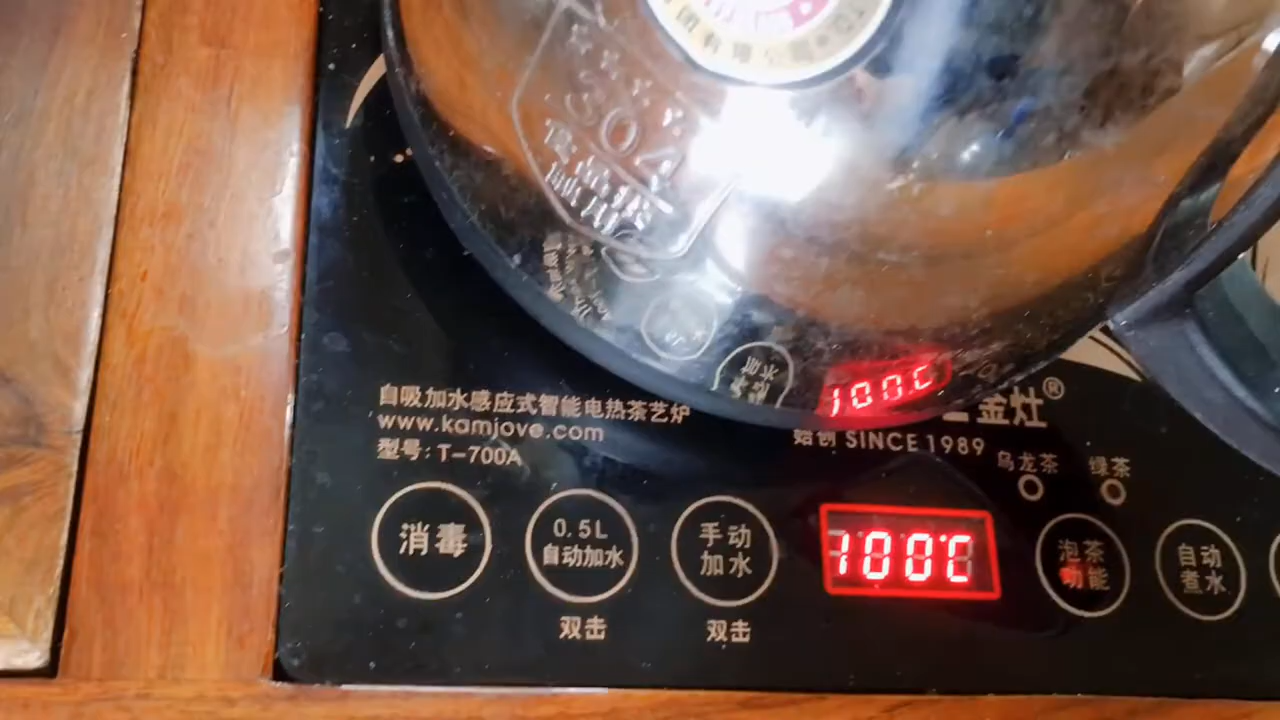 304
自吸加水感应式智能电热茶艺炉
www.kamjove.com
型号：T-700A
金灶®
始创 SINCE 1989
乌龙茶
绿茶
消毒
0.5L
自动加水
双击
手动
加水
双击
100℃
泡茶
功能
自动
煮水